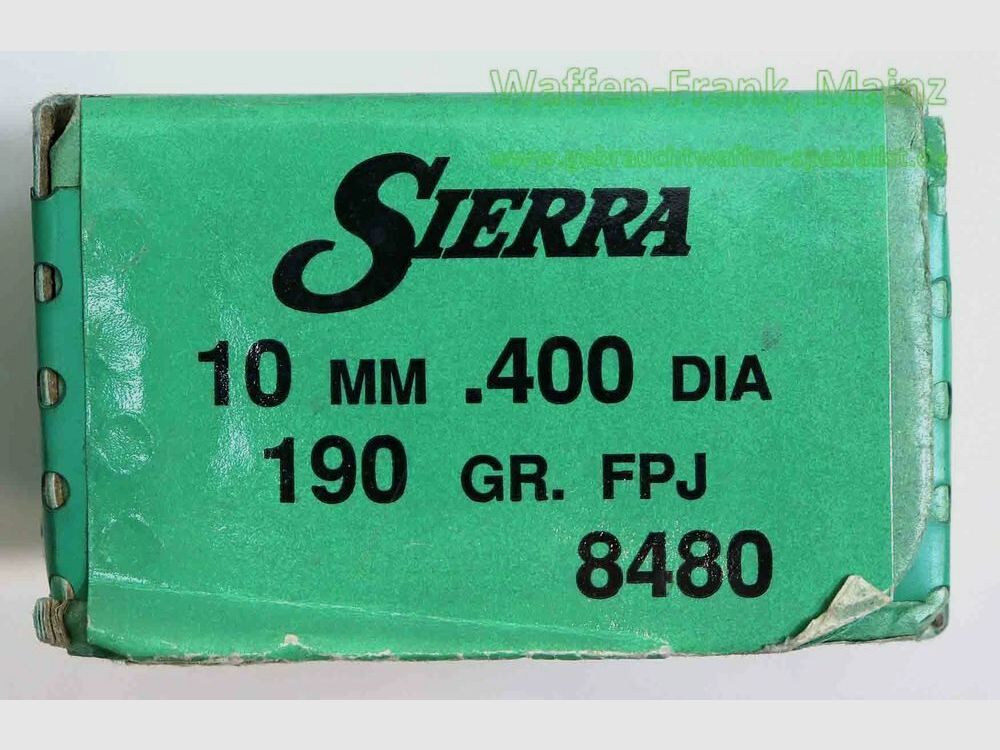 Waffen-Frank, Mainz
www.gebrauchtwaffen-spezialist.de
SIERRA
10 MM .400 DIA
190 GR. FPJ
8480